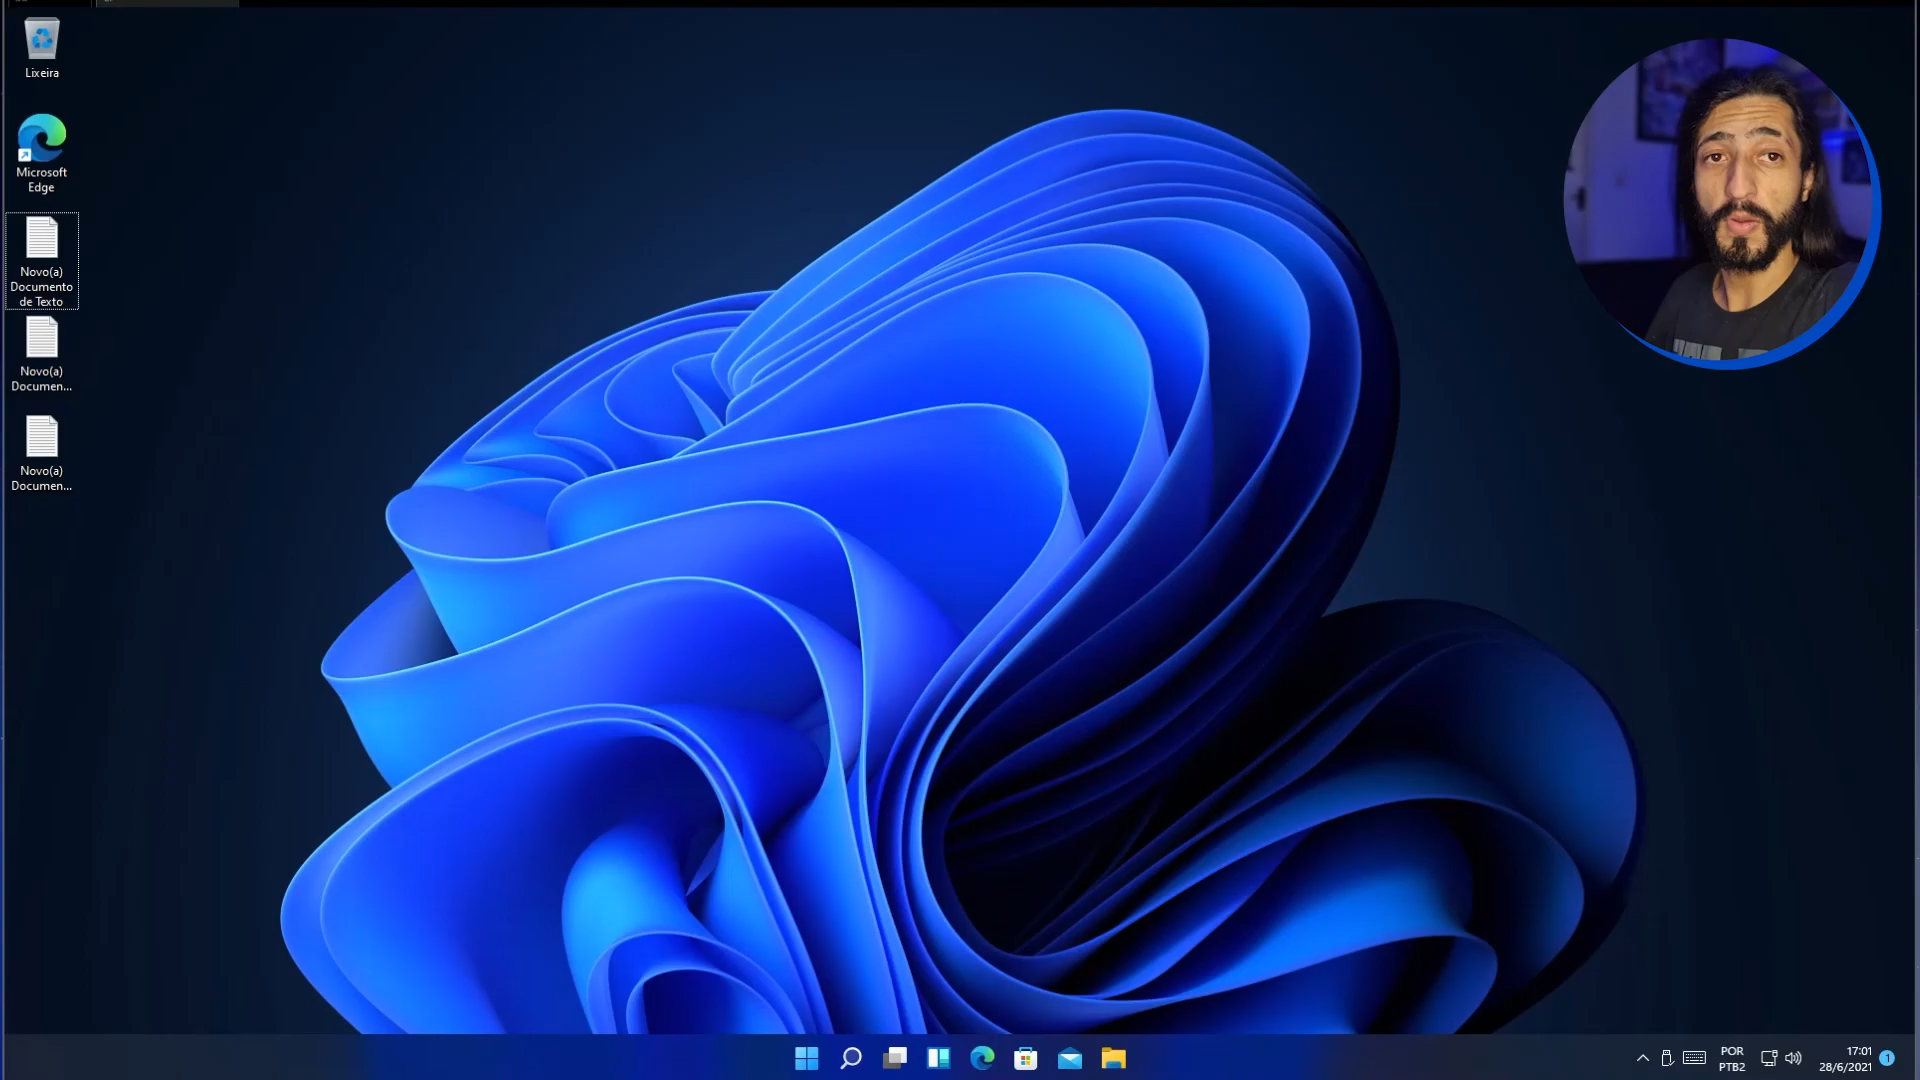 Lixeira
Microsoft
Edge
Novo(a)
Documento
de Texto
Novo(a)
Documen...
Novo(a)
Documen...
POR
PTB2
17:01
28/6/2021
1